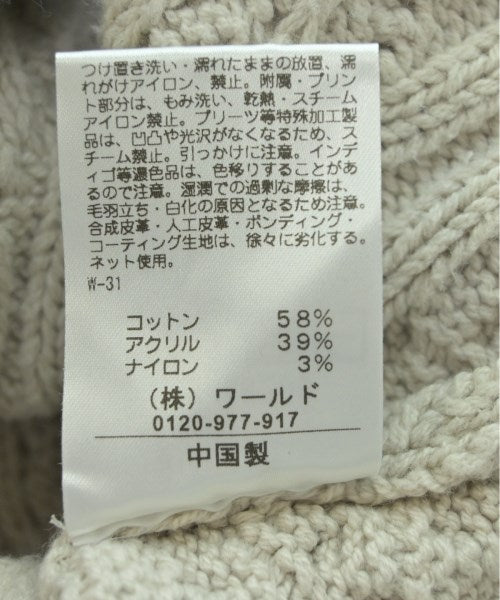 つけ置き洗い・濡れたままの放置、濡
れがけアイロン、禁止。附属・プリン
ト部分は、もみ洗い、乾熱・スチーム
アイロン禁止。プリーツ等特殊加工製
品は、凹凸や光沢がなくなるため、ス
チーム禁止。引っかけに注意。インデ
ィゴ等濃色品は、色移りすることがあ
るので注意。湿潤での過剰な摩擦は、
毛羽立ち・白化の原因となるため注意。
合成皮革・人工皮革・ボンディング・
コーティング生地は、徐々に劣化する。
ネット使用。
W-31
コットン 58%
アクリル 39%
ナイロン 3%
(株) ワールド
0120-977-917
中国製